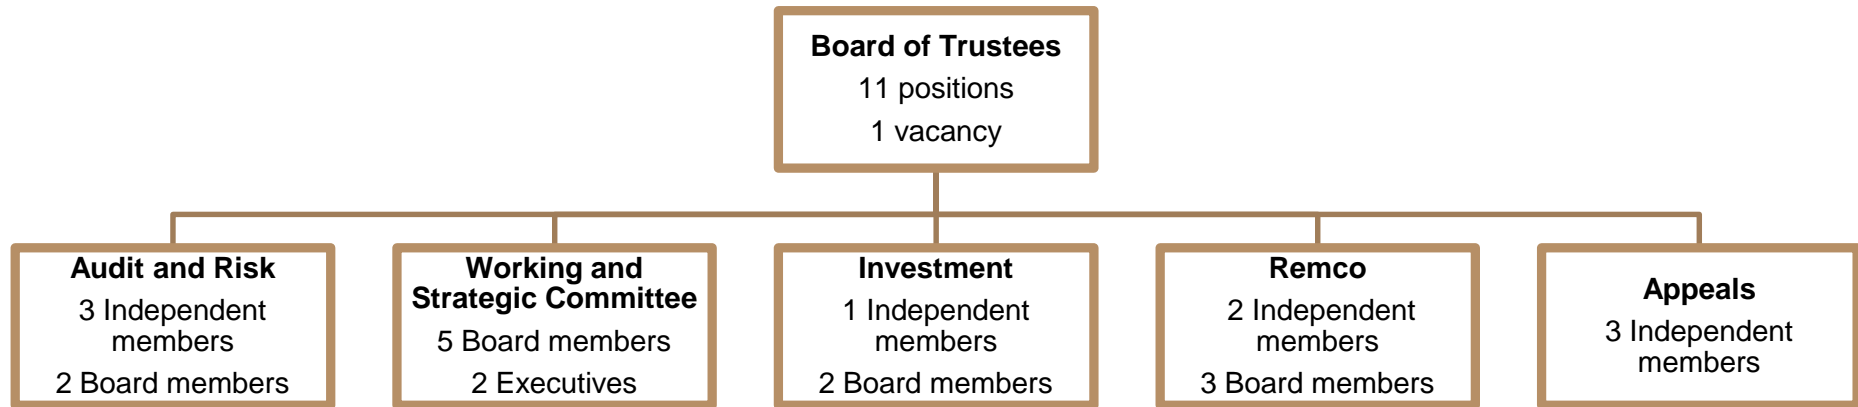 Board of Trustees
11 positions
1 vacancy
Audit and Risk
3 Independent
members
2 Board members
Working and
Strategic Committee
5 Board members
2 Executives
Investment
1 Independent
members
2 Board members
Remco
2 Independent
members
3 Board members
Appeals
3 Independent
members